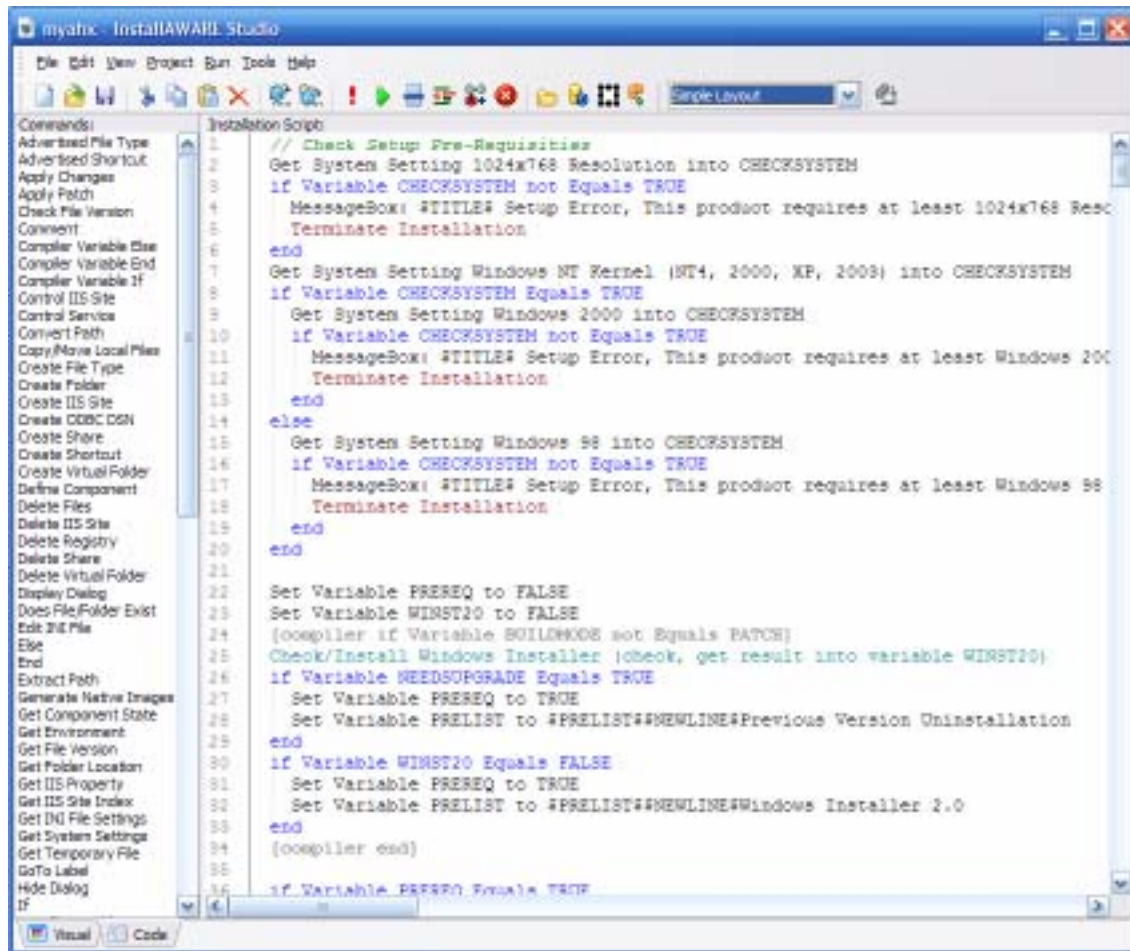 myahx - InstallAWARE Studio
File Edit View Project Run Tools Help
Simple Layout
Commands:
Advertised File Type
Advertised Shortcut
Apply Changes
Apply Patch
Check File Version
Comment
Compiler Variable Else
Compiler Variable End
Compiler Variable If
Control IIS Site
Control Service
Convert Path
Copy/Move Local Files
Create File Type
Create Folder
Create IIS Site
Create ODBC DSN
Create Share
Create Shortcut
Create Virtual Folder
Define Component
Delete Files
Delete IIS Site
Delete Registry
Delete Share
Delete Virtual Folder
Display Dialog
Does File/Folder Exist
Edit INI File
Else
End
Extract Path
Generate Native Images
Get Component State
Get Environment
Get File Version
Get Folder Location
Get IIS Property
Get IIS Site Index
Get INI File Settings
Get System Settings
Get Temporary File
GoTo Label
Hide Dialog
If
Installation Script:
1 // Check Setup Pre-Requisities
2 Get System Setting 1024x768 Resolution into CHECKSYSTEM
3 if Variable CHECKSYSTEM not Equals TRUE
4 MessageBox: #TITLE# Setup Error, This product requires at least 1024x768 Reso
5 Terminate Installation
6 end
7 Get System Setting Windows NT Kernel (NT4, 2000, XP, 2003) into CHECKSYSTEM
8 if Variable CHECKSYSTEM Equals TRUE
9 Get System Setting Windows 2000 into CHECKSYSTEM
10 if Variable CHECKSYSTEM not Equals TRUE
11 MessageBox: #TITLE# Setup Error, This product requires at least Windows 200
12 Terminate Installation
13 end
14 else
15 Get System Setting Windows 98 into CHECKSYSTEM
16 if Variable CHECKSYSTEM not Equals TRUE
17 MessageBox: #TITLE# Setup Error, This product requires at least Windows 98
18 Terminate Installation
19 end
20 end
21
22 Set Variable PREREQ to FALSE
23 Set Variable WINST20 to FALSE
24 [compiler if Variable BUILDMODE not Equals PATCH]
25 Check/Install Windows Installer (check, get result into variable WINST20)
26 if Variable NEEDSUPGRADE Equals TRUE
27 Set Variable PREREQ to TRUE
28 Set Variable PRELIST to #PRELIST##NEWLINE#Previous Version Uninstallation
29 end
30 if Variable WINST20 Equals FALSE
31 Set Variable PREREQ to TRUE
32 Set Variable PRELIST to #PRELIST##NEWLINE#Windows Installer 2.0
33 end
34 [compiler end]
35
36 if Variable PREREQ Equals TRUE
Visual
Code